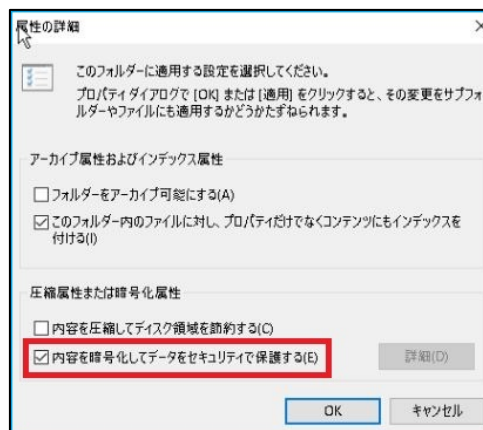 属性の詳細
このフォルダーに適用する設定を選択してください。
プロパティ ダイアログで [OK] または [適用] をクリックすると、その変更をサブフォ
ルダーやファイルにも適用するかどうかたずねられます。
アーカイブ属性およびインデックス属性
フォルダーをアーカイブ可能にする(A)
このフォルダー内のファイルに対し、プロパティだけでなくコンテンツにもインデックスを
付ける(I)
圧縮属性または暗号化属性
内容を圧縮してディスク領域を節約する(C)
内容を暗号化してデータをセキュリティで保護する(E)
詳細(D)
OK
キャンセル